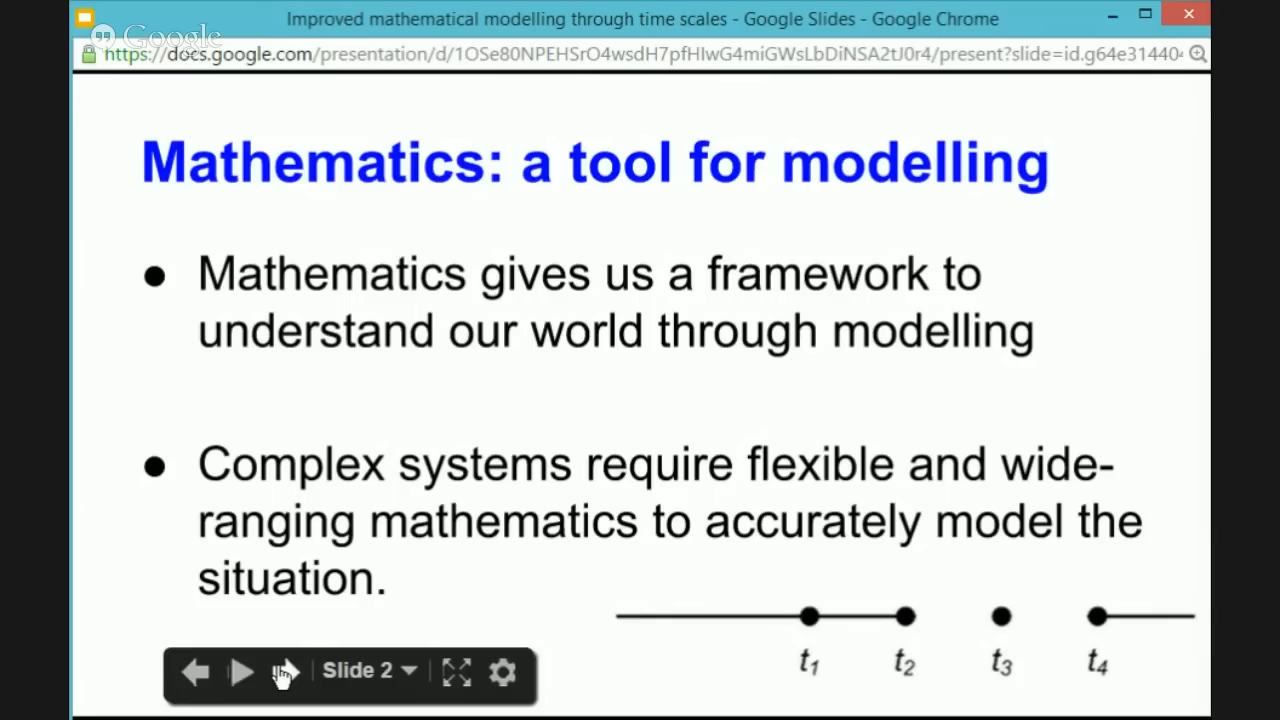 Improved mathematical modelling through time scales - Google Slides - Google Chrome
Google
https://docs.google.com/presentation/d/1OSe80NPEHSrO4wsdH7pfHIwG4miGWsLbDiNSA2tJ0r4/present?slide=id.g64e31440
Mathematics: a tool for modelling
● Mathematics gives us a framework to
understand our world through modelling
● Complex systems require flexible and wide-
ranging mathematics to accurately model the
situation.
t1 t2 t3 t4
Slide 2